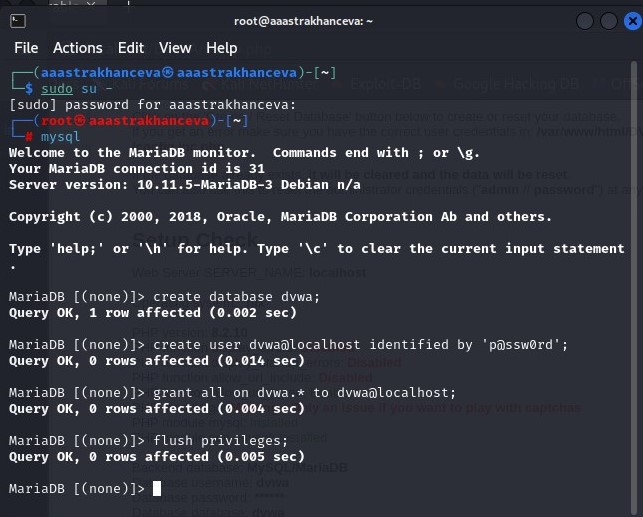 root@aaastrakhanceva: ~
File Actions Edit View Help
┌──(aaastrakhanceva㉿aaastrakhanceva)-[~]
└─$ sudo su -
[sudo] password for aaastrakhanceva:
┌──(root㉿aaastrakhanceva)-[~]
└─# mysql
Welcome to the MariaDB monitor.  Commands end with ; or \g.
Your MariaDB connection id is 31
Server version: 10.11.5-MariaDB-3 Debian n/a
Copyright (c) 2000, 2018, Oracle, MariaDB Corporation Ab and others.
Type 'help;' or '\h' for help. Type '\c' to clear the current input statement
.
MariaDB [(none)]> create database dvwa;
Query OK, 1 row affected (0.002 sec)
MariaDB [(none)]> create user dvwa@localhost identified by 'p@ssw0rd';
Query OK, 0 rows affected (0.014 sec)
MariaDB [(none)]> grant all on dvwa.* to dvwa@localhost;
Query OK, 0 rows affected (0.004 sec)
MariaDB [(none)]> flush privileges;
Query OK, 0 rows affected (0.005 sec)
MariaDB [(none)]>